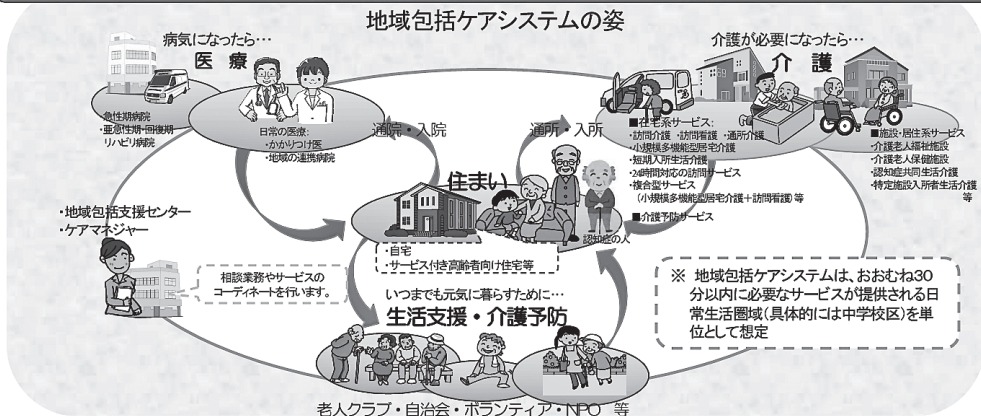 地域包括ケアシステムの姿
病気になったら…
医 療
急性期病院
・亜急性期・回復期
リハビリ病院
日常の医療:
・かかりつけ医
・地域の連携病院
通院・入院
介護が必要になったら…
介 護
通所・入所
■在宅系サービス:
・訪問介護 ・訪問看護 ・通所介護
・小規模多機能型居宅介護
・短期入所生活介護
・24時間対応の訪問サービス
・複合型サービス
(小規模多機能型居宅介護+訪問看護) 等
■介護予防サービス
■施設・居住系サービス
・介護老人福祉施設
・介護老人保健施設
・認知症共同生活介護
・特定施設入所者生活介護
等
住まい
・自宅
・サービス付き高齢者向け住宅等
認知症の人
・地域包括支援センター
・ケアマネジャー
相談業務やサービスの
コーディネートを行います。
いつまでも元気に暮らすために…
生活支援・介護予防
老人クラブ・自治会・ボランティア・NPO 等
※ 地域包括ケアシステムは、おおむね30
分以内に必要なサービスが提供される日
常生活圏域(具体的には中学校区)を単
位として想定